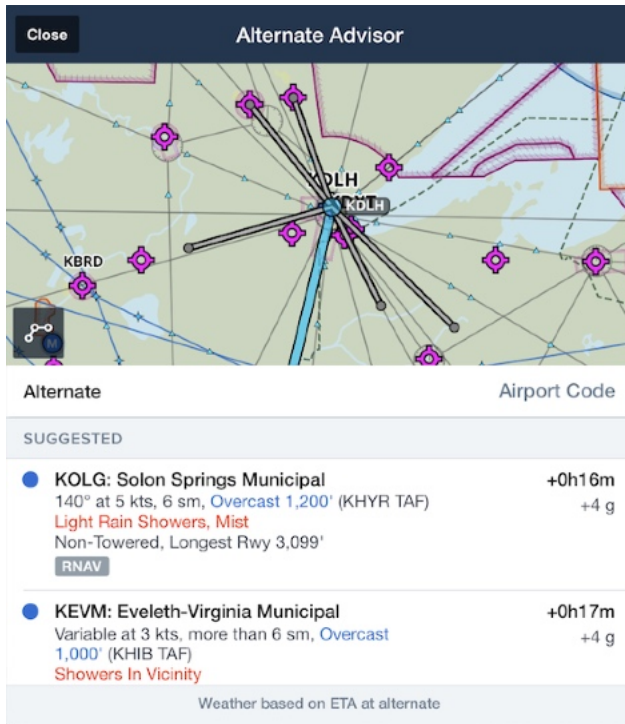 Close
Alternate Advisor
KDLH
KDLH
KBRD
M
Alternate
Airport Code
SUGGESTED
KOLG: Solon Springs Municipal
+0h16m
140° at 5 kts, 6 sm, Overcast 1,200' (KHYR TAF)
+4 g
Light Rain Showers, Mist
Non-Towered, Longest Rwy 3,099'
RNAV
KEVM: Eveleth-Virginia Municipal
+0h17m
Variable at 3 kts, more than 6 sm, Overcast
+4 g
1,000' (KHIB TAF)
Showers In Vicinity
Weather based on ETA at alternate